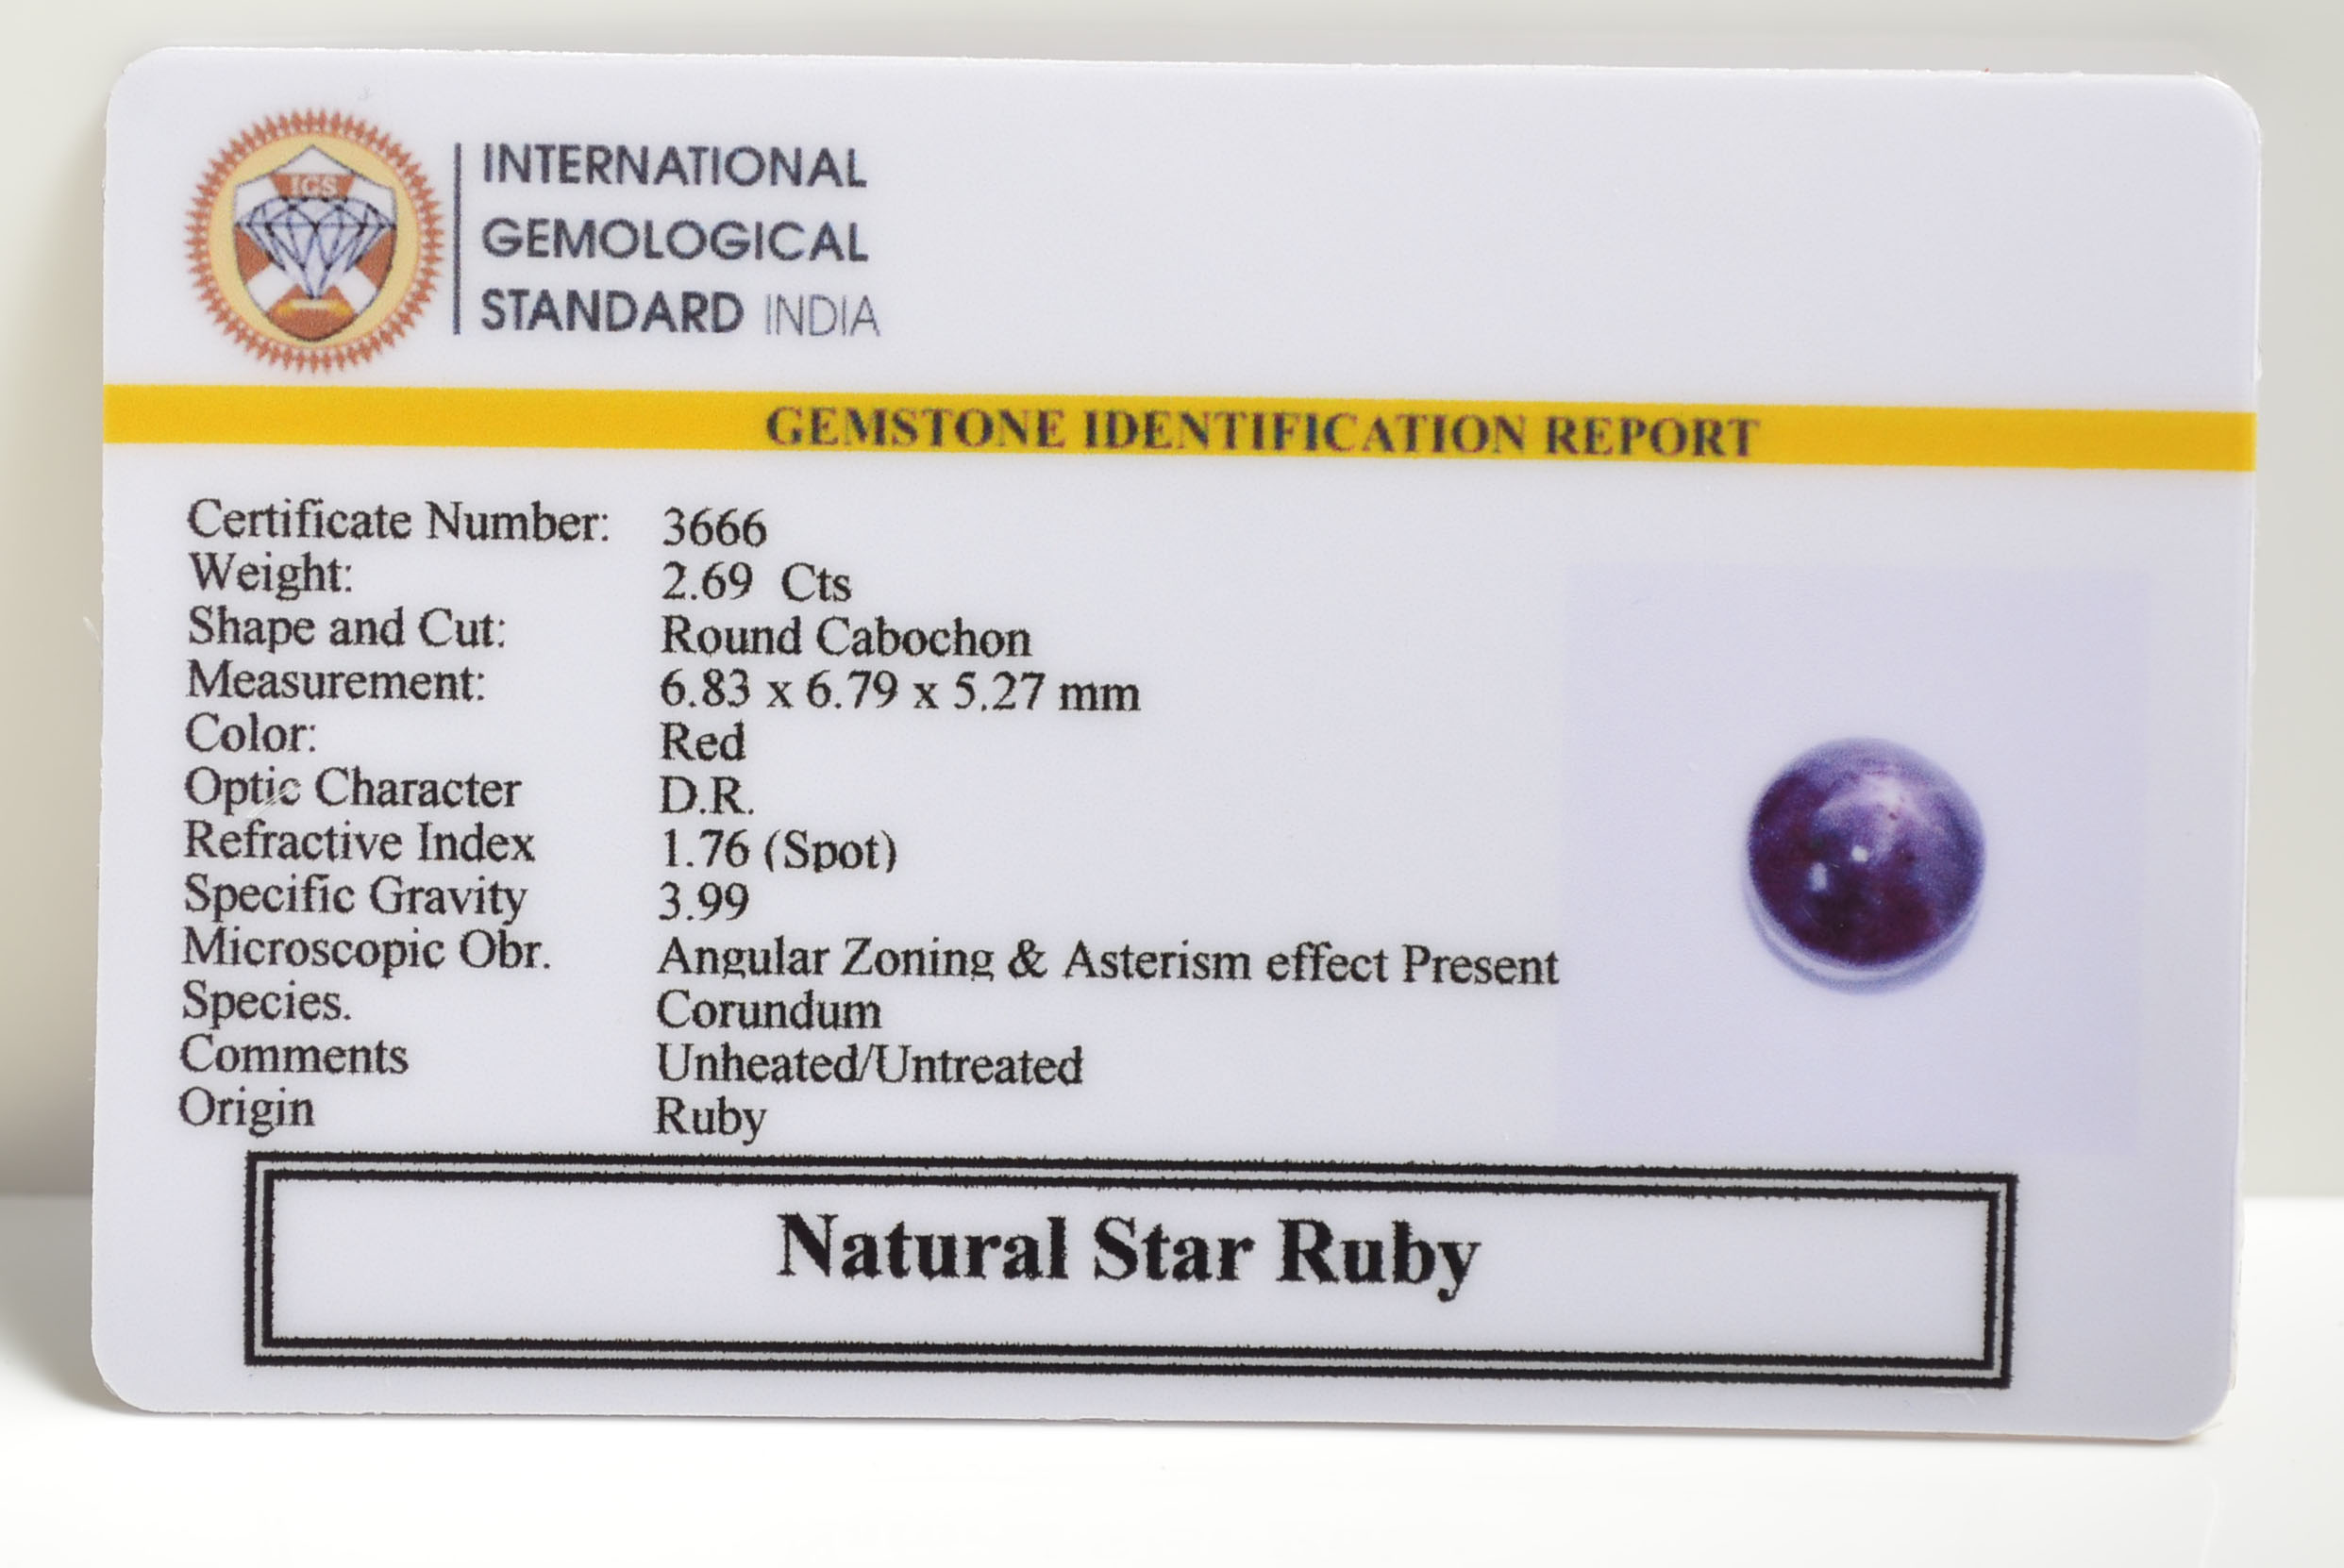 IGS
INTERNATIONAL
GEMOLOGICAL
STANDARD INDIA
GEMSTONE IDENTIFICATION REPORT
Certificate Number: 3666
Weight: 2.69 Cts
Shape and Cut: Round Cabochon
Measurement: 6.83 x 6.79 x 5.27 mm
Color: Red
Optic Character D.R.
Refractive Index 1.76 (Spot)
Specific Gravity 3.99
Microscopic Obr. Angular Zoning & Asterism effect Present
Species. Corundum
Comments Unheated/Untreated
Origin Ruby
Natural Star Ruby